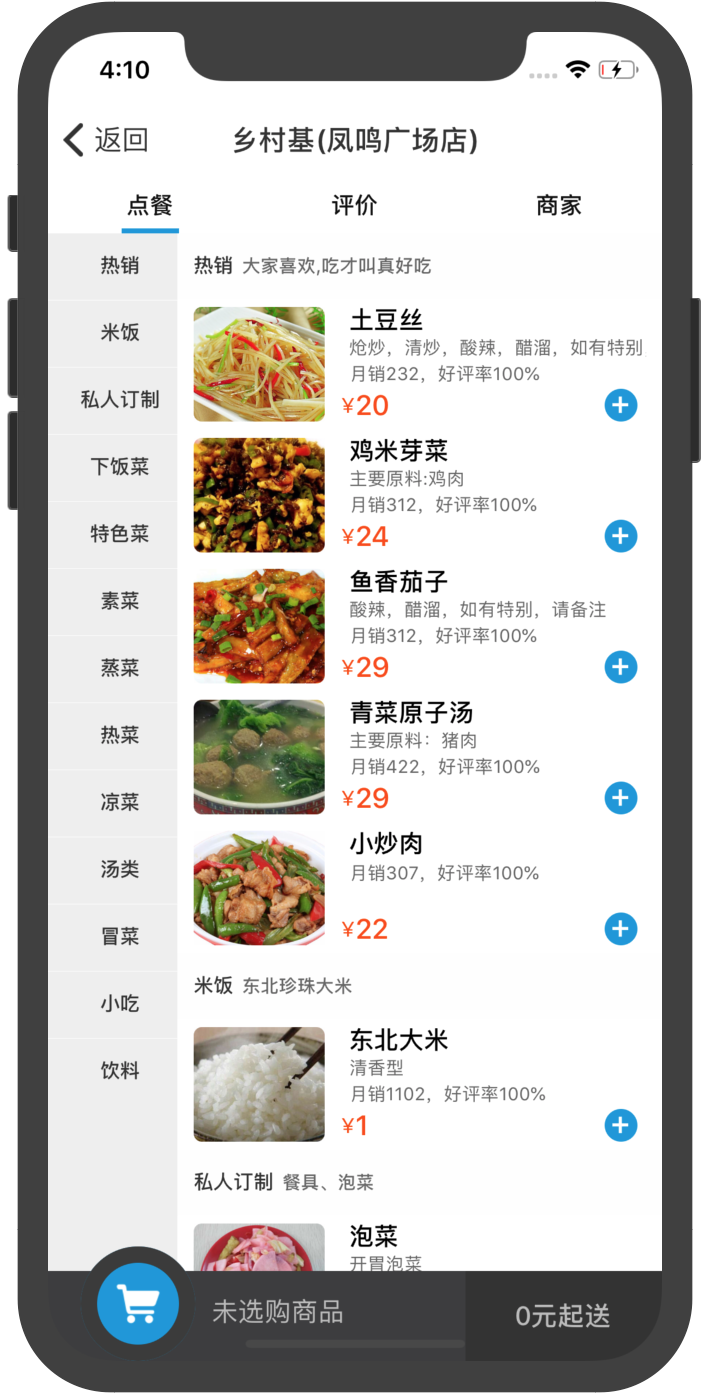 4:10
返回
乡村基(凤鸣广场店)
点餐
评价
商家
热销
米饭
私人订制
下饭菜
特色菜
素菜
蒸菜
热菜
凉菜
汤类
冒菜
小吃
饮料
热销 大家喜欢,吃才叫真好吃
土豆丝
炝炒，清炒，酸辣，醋溜，如有特别
月销232，好评率100%
¥20
鸡米芽菜
主要原料:鸡肉
月销312，好评率100%
¥24
鱼香茄子
酸辣，醋溜，如有特别，请备注
月销312，好评率100%
¥29
青菜原子汤
主要原料：猪肉
月销422，好评率100%
¥29
小炒肉
月销307，好评率100%
¥22
米饭 东北珍珠大米
东北大米
清香型
月销1102，好评率100%
¥1
私人订制 餐具、泡菜
泡菜
开胃泡菜
未选购商品
0元起送